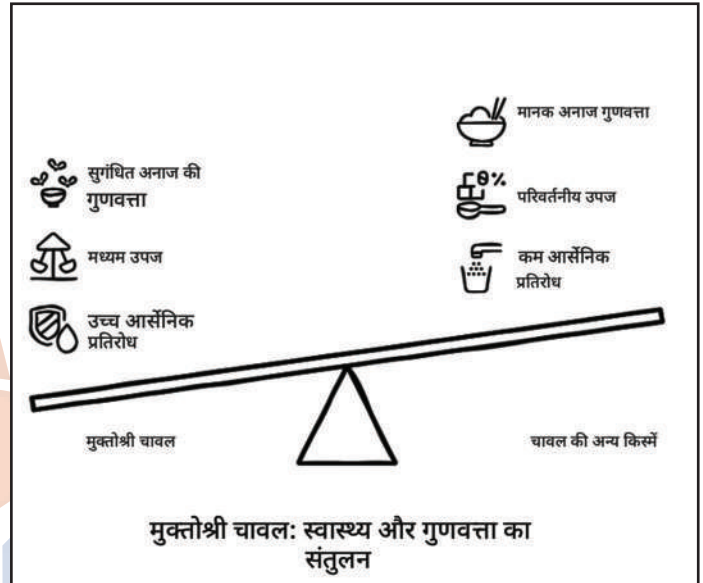 सुगंधित अनाज की
गुणवत्ता
मध्यम उपज
उच्च आर्सेनिक
प्रतिरोध
मानक अनाज गुणवत्ता
0%
परिवर्तनीय उपज
कम आर्सेनिक
प्रतिरोध
मुक्तोश्री चावल
चावल की अन्य किस्में
मुक्तोश्री चावल: स्वास्थ्य और गुणवत्ता का
संतुलन